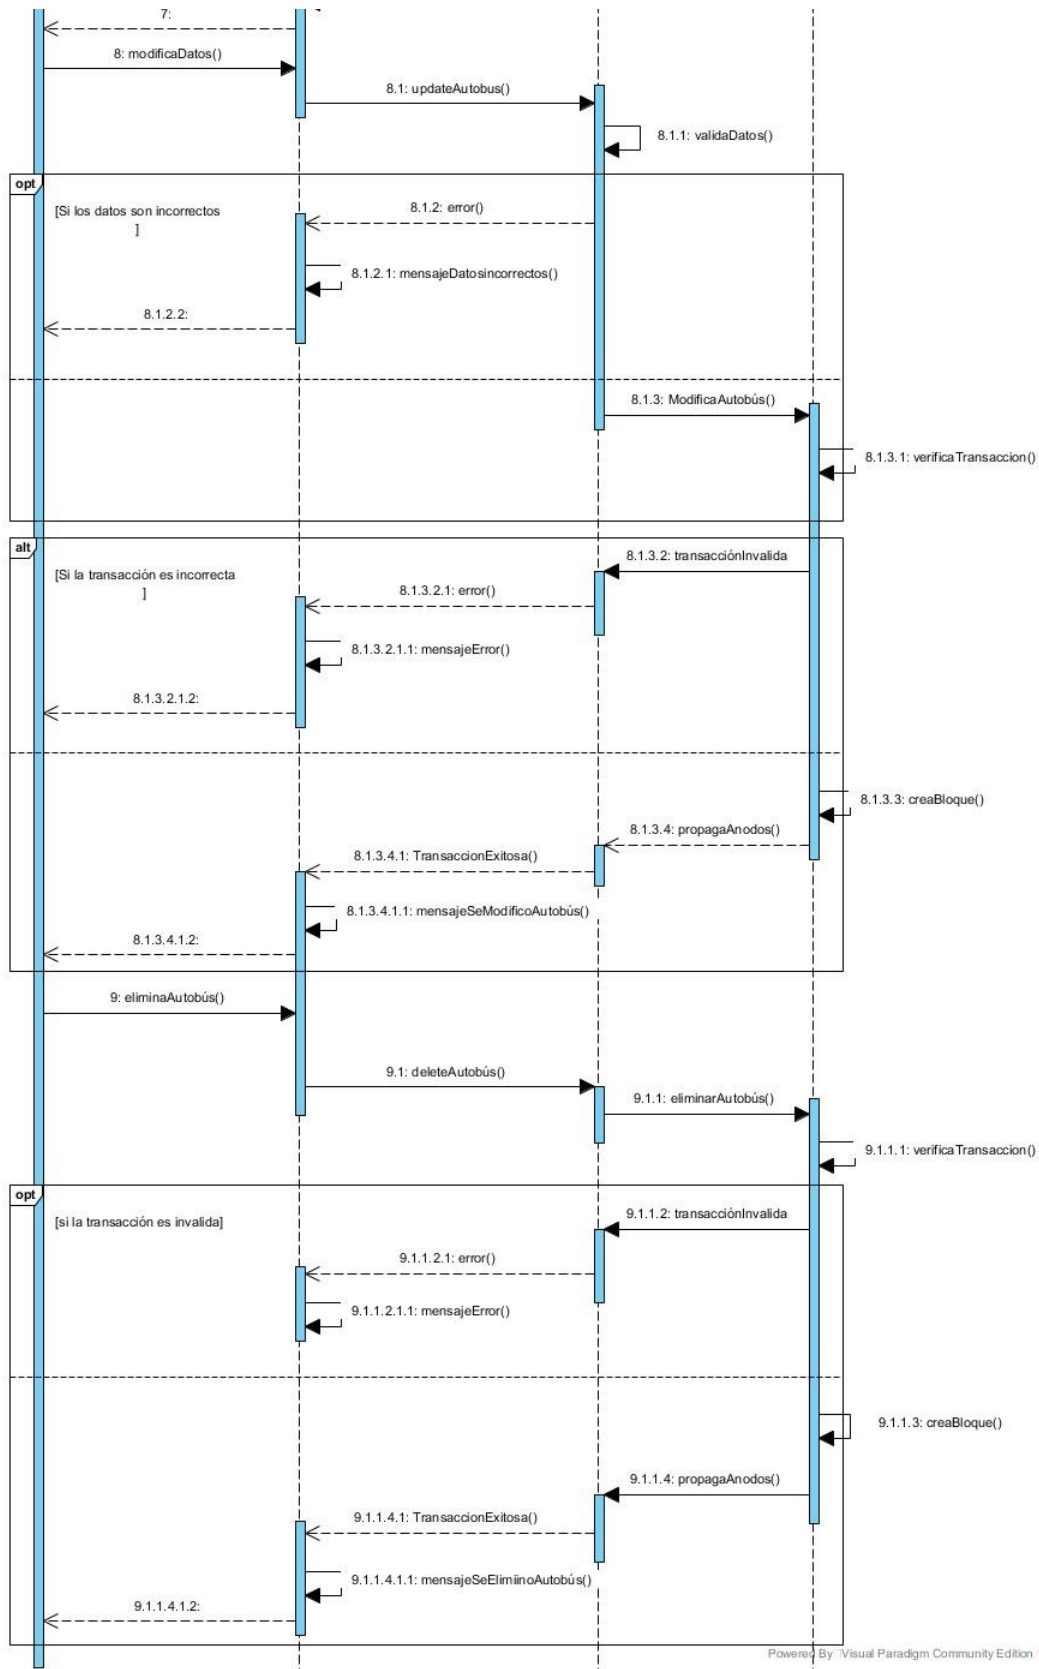 7:
8: modificaDatos()
8.1: updateAutobus()
8.1.1: validaDatos()
opt
[Si los datos son incorrectos
]
8.1.2: error()
8.1.2.1: mensajeDatosincorrectos()
8.1.2.2:
8.1.3: ModificaAutobús()
8.1.3.1: verificaTransaccion()
alt
[Si la transacción es incorrecta
]
8.1.3.2: transacciónInvalida
8.1.3.2.1: error()
8.1.3.2.1.1: mensajeError()
8.1.3.2.1.2:
8.1.3.3: creaBloque()
8.1.3.4: propagaAnodos()
8.1.3.4.1: TransaccionExitosa()
8.1.3.4.1.1: mensajeSeModificoAutobús()
8.1.3.4.1.2:
9: eliminaAutobús()
9.1: deleteAutobús()
9.1.1: eliminarAutobús()
9.1.1.1: verificaTransaccion()
opt
[si la transacción es invalida]
9.1.1.2: transacciónInvalida
9.1.1.2.1: error()
9.1.1.2.1.1: mensajeError()
9.1.1.3: creaBloque()
9.1.1.4: propagaAnodos()
9.1.1.4.1: TransaccionExitosa()
9.1.1.4.1.1: mensajeSeElimiinoAutobús()
9.1.1.4.1.2:
Powered By Visual Paradigm Community Edition